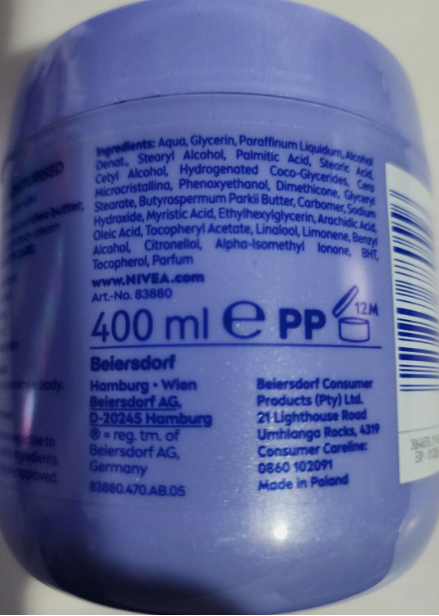 Ingredients: Aqua, Glycerin, Paraffinum Liquidum, Alcohol
Denat., Stearyl Alcohol, Palmitic Acid, Stearic Acid,
Cetyl Alcohol, Hydrogenated Coco-Glycerides, Cera
Microcristallina, Phenoxyethanol, Dimethicone, Glyceryl
Stearate, Butyrospermum Parkii Butter, Carbomer, Sodium
Hydroxide, Myristic Acid, Ethylhexylglycerin, Arachidic Acid,
Oleic Acid, Tocopheryl Acetate, Linalool, Limonene, Benzyl
Alcohol, Citronellol, Alpha-Isomethyl Ionone, BHT,
Tocopherol, Parfum
www.NIVEA.com
Art.-No. 83880
400 ml e PP 12M
Beiersdorf
Hamburg • Wien
Beiersdorf AG,
D-20245 Hamburg
® = reg. tm. of
Beiersdorf AG,
Germany
83880.470.AB.05
Beiersdorf Consumer
Products (Pty) Ltd.
21 Lighthouse Road
Umhlanga Rocks, 4319
Consumer Careline:
0860 102091
Made in Poland
butter,
cream
body.
to